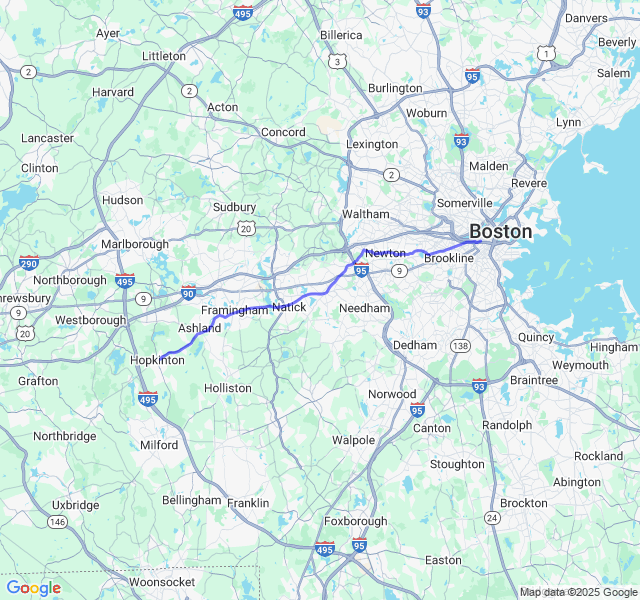 Danvers
93
495
Ayer
Billerica
Beverly
Littleton
3
1
2
95
Salem
Harvard
2
Burlington
Acton
Woburn
Lynn
Lancaster
Concord
93
Lexington
Malden
Clinton
2
Revere
Hudson
Somerville
Sudbury
Waltham
20
Boston
Marlborough
Newton
290
Brookline
495
95
9
Northborough
90
9
hrewsbury
9
Framingham
Natick
Needham
Westborough
20
Ashland
Quincy
Dedham
138
Hingham
Hopkinton
Weymouth
Grafton
Holliston
93
Braintree
495
Norwood
95
Northbridge
Canton
Randolph
Milford
Walpole
Rockland
Stoughton
Abington
Bellingham
Franklin
Brockton
Uxbridge
146
24
Foxborough
495
95
Easton
Woonsocket
Google
Map data ©2025 Google